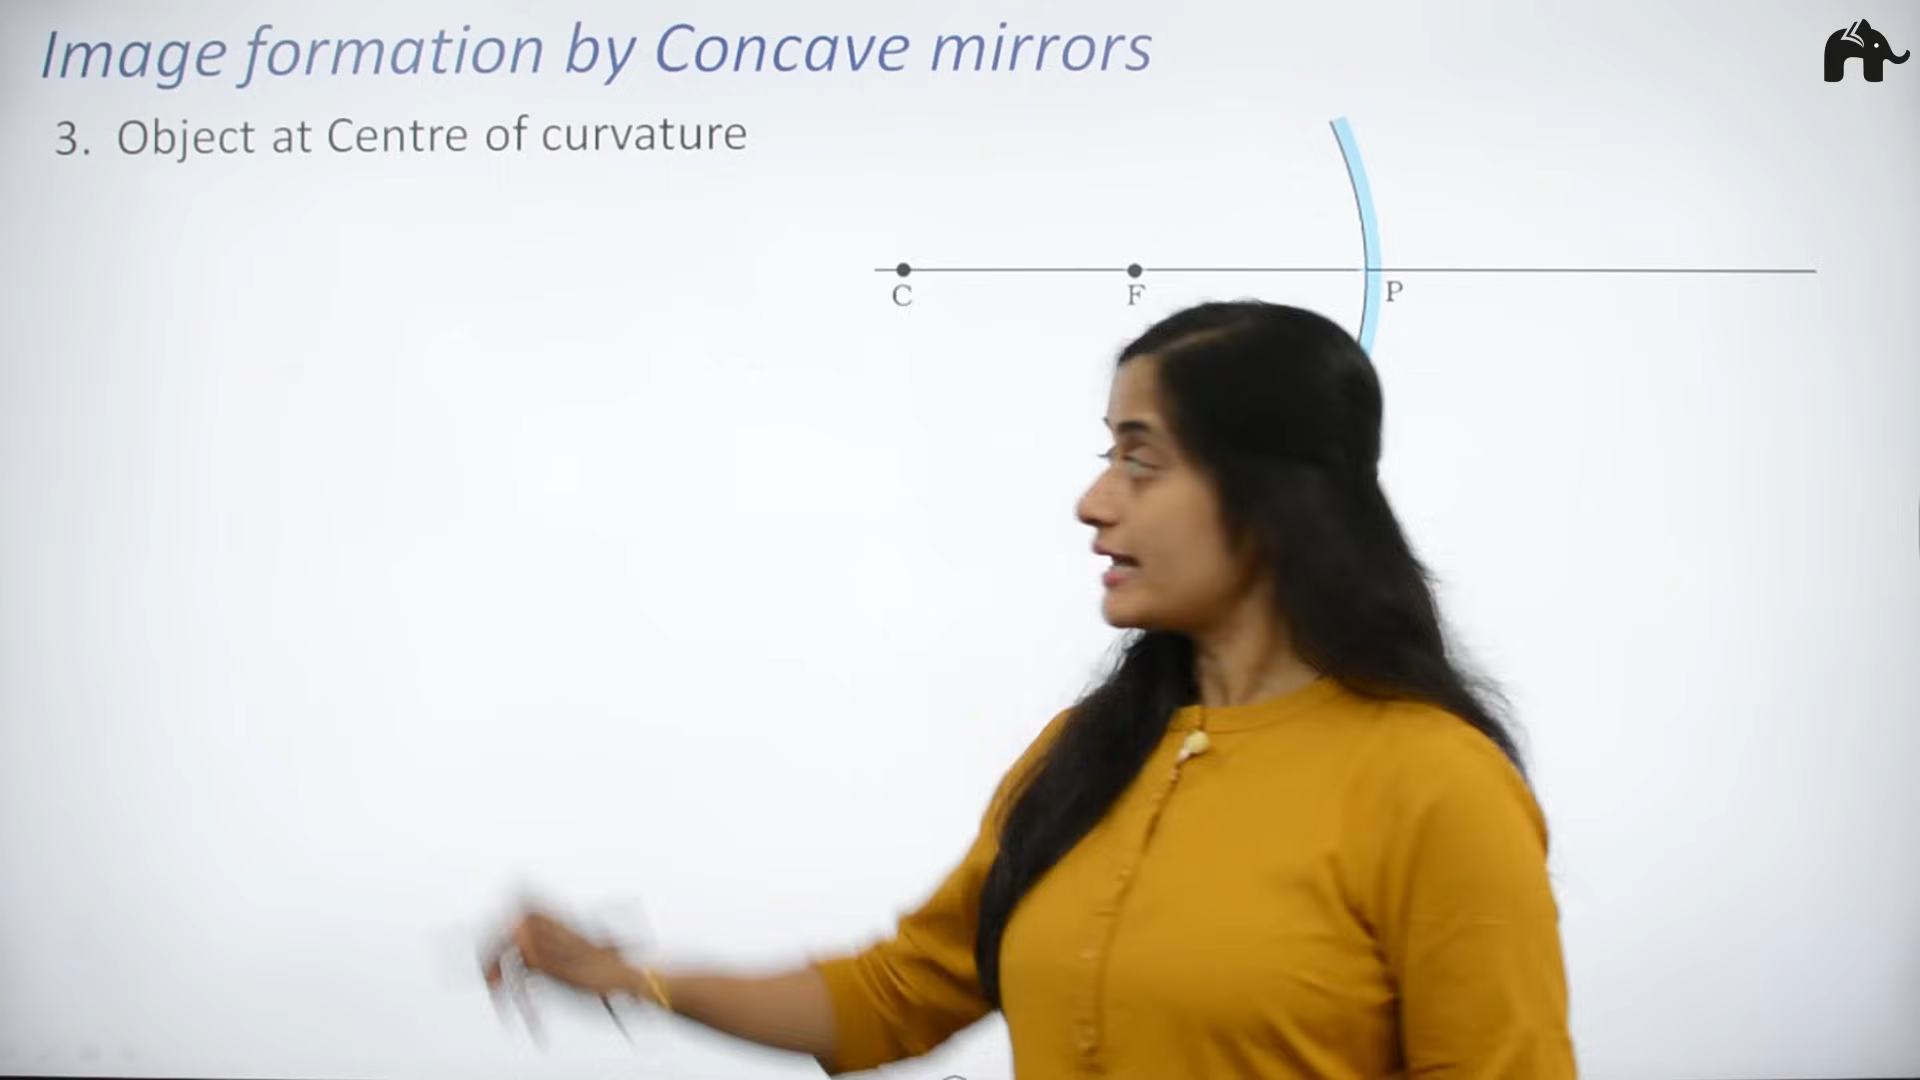 Image formation by Concave mirrors
3. Object at Centre of curvature
C
F
P